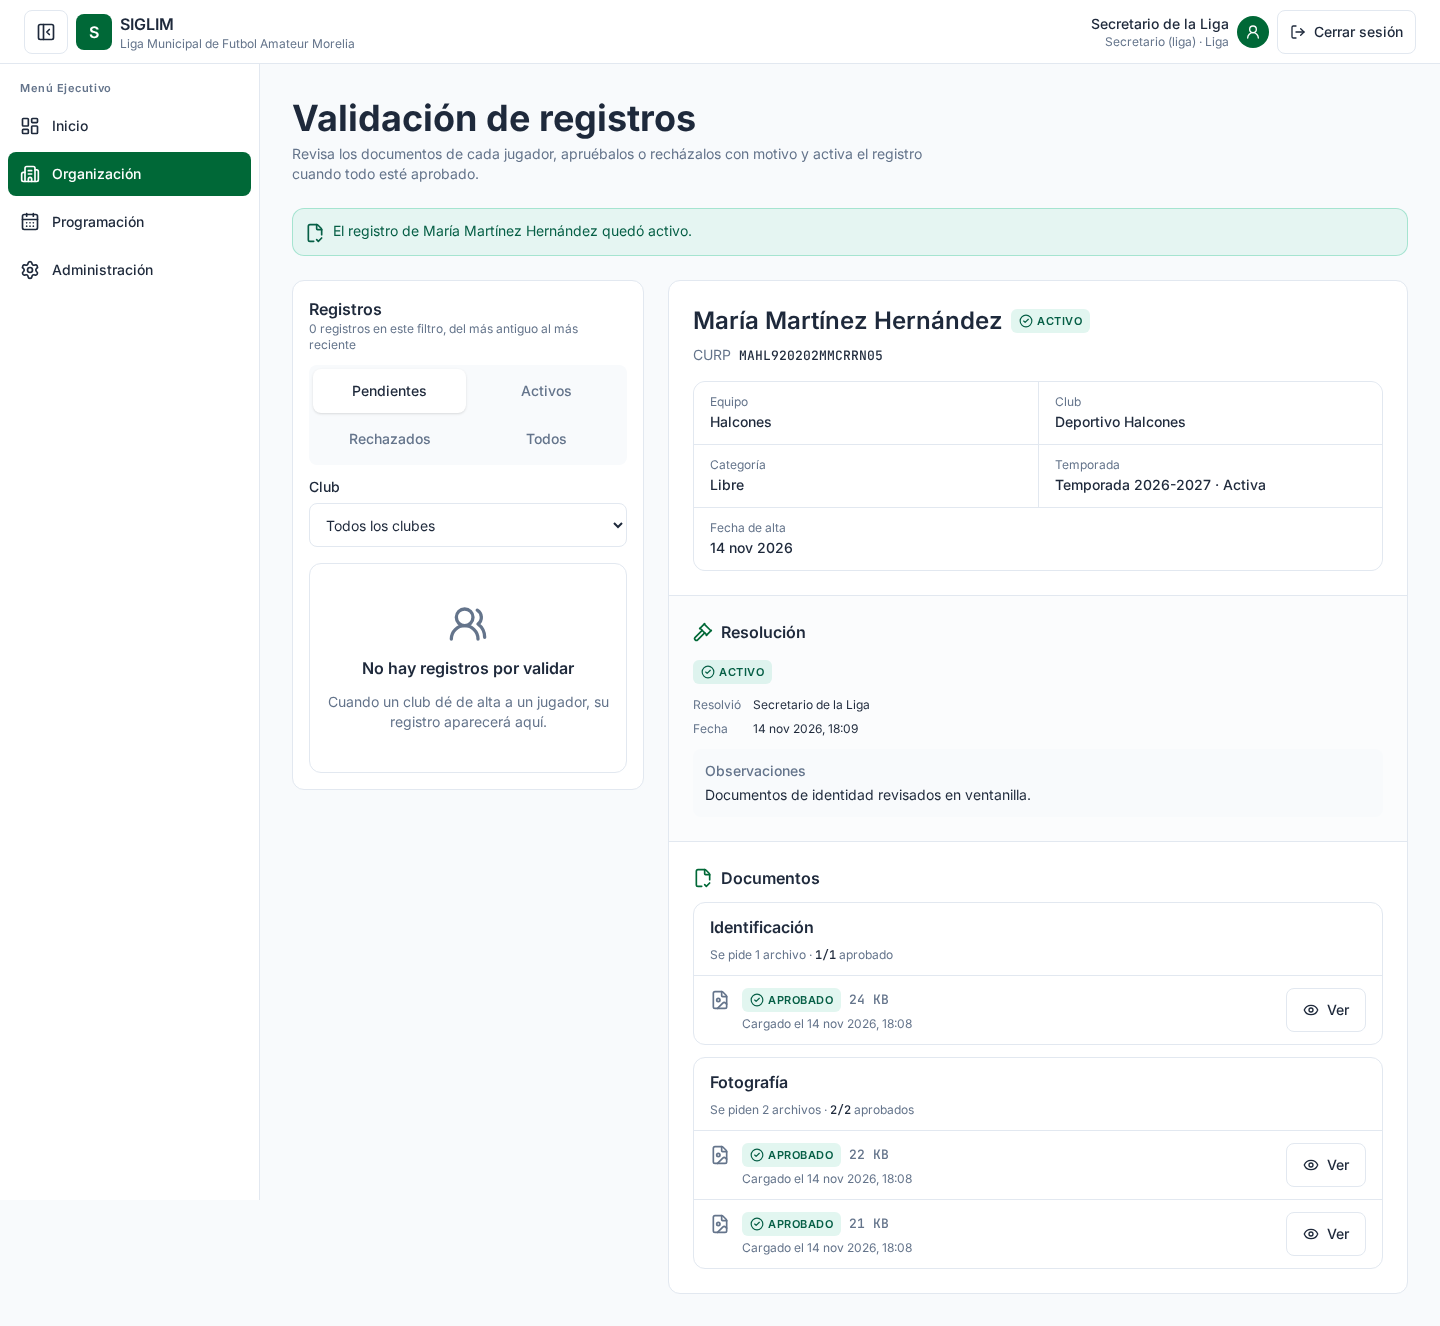 S
SIGLIM
Liga Municipal de Futbol Amateur Morelia
Secretario de la Liga
Secretario (liga) · Liga
Cerrar sesión
Menú Ejecutivo
Inicio
Organización
Programación
Administración
Validación de registros
Revisa los documentos de cada jugador, apruébalos o recházalos con motivo y activa el registro
cuando todo esté aprobado.
El registro de María Martínez Hernández quedó activo.
Registros
0 registros en este filtro, del más antiguo al más
reciente
Pendientes
Activos
Rechazados
Todos
Club
Todos los clubes
No hay registros por validar
Cuando un club dé de alta a un jugador, su
registro aparecerá aquí.
María Martínez Hernández
ACTIVO
CURP MAHL920202MMCRRN05
Equipo
Halcones
Club
Deportivo Halcones
Categoría
Libre
Temporada
Temporada 2026-2027 · Activa
Fecha de alta
14 nov 2026
Resolución
ACTIVO
Resolvió Secretario de la Liga
Fecha 14 nov 2026, 18:09
Observaciones
Documentos de identidad revisados en ventanilla.
Documentos
Identificación
Se pide 1 archivo · 1/1 aprobado
APROBADO 24 KB
Cargado el 14 nov 2026, 18:08
Ver
Fotografía
Se piden 2 archivos · 2/2 aprobados
APROBADO 22 KB
Cargado el 14 nov 2026, 18:08
Ver
APROBADO 21 KB
Cargado el 14 nov 2026, 18:08
Ver